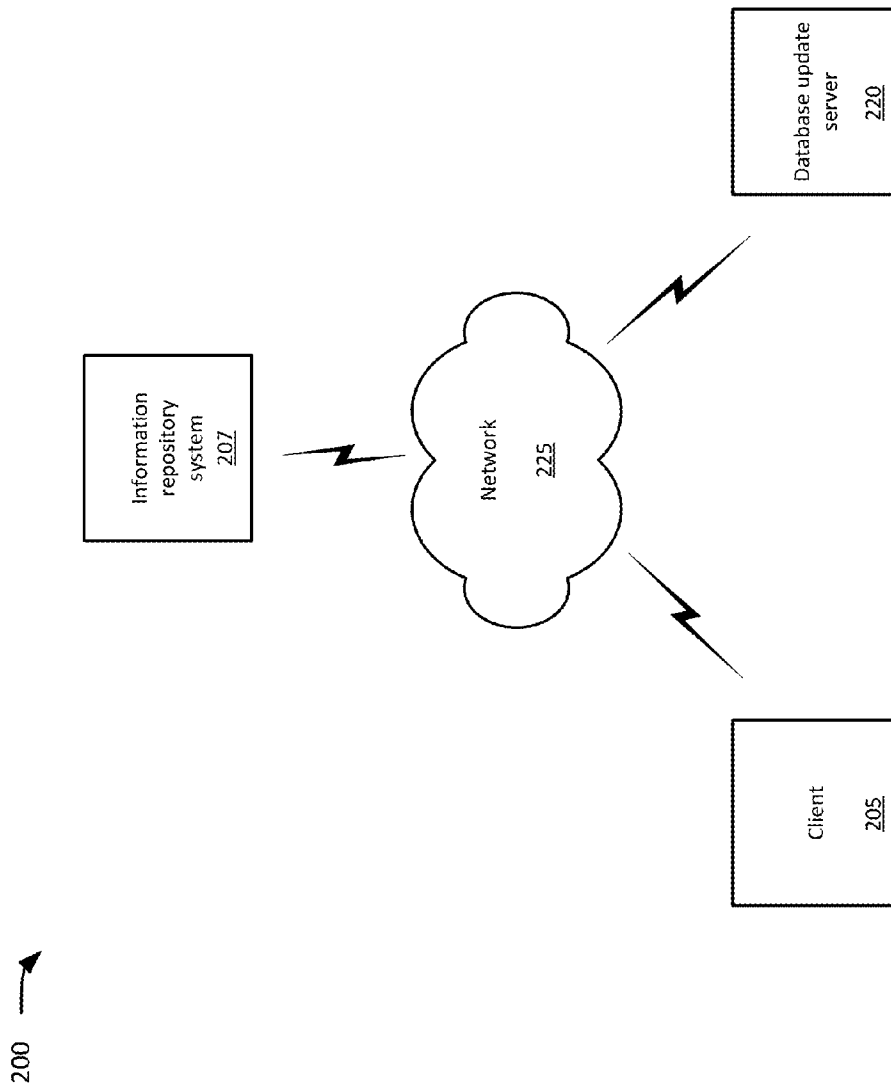 200
Information
repository
system
207
Network
225
Client
205
Database update
server
220